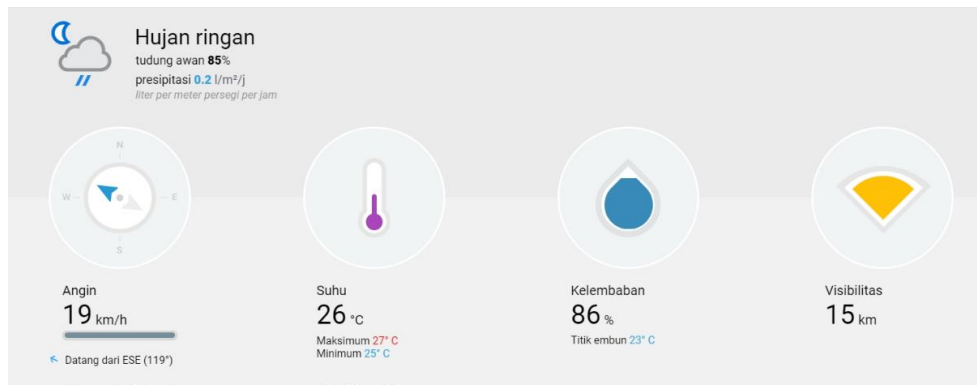 Hujan ringan
tudung awan 85%
presipitasi 0.2 l/m²/j
liter per meter persegi per jam
N
W
E
S
Angin
19 km/h
Datang dari ESE (119°)
Suhu
26 °C
Maksimum 27° C
Minimum 25° C
Kelembaban
86 %
Titik embun 23° C
Visibilitas
15 km